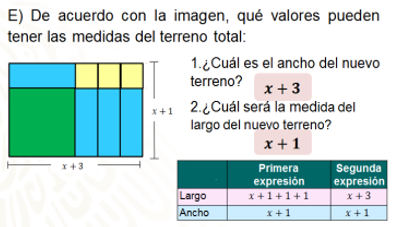 E) De acuerdo con la imagen, qué valores pueden
tener las medidas del terreno total:
1.¿Cuál es el ancho del nuevo
terreno?
x + 3
2.¿Cuál será la medida del
largo del nuevo terreno?
x + 1
x + 1
x + 3
Primera expresión Segunda expresión
Largo x + 1 + 1 + 1 x + 3
Ancho x + 1 x + 1